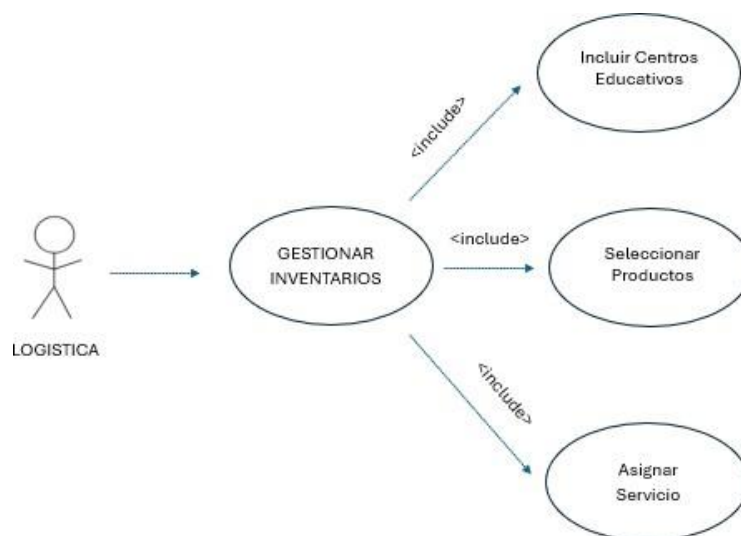 Incluir Centros
Educativos
<include>
<include>
GESTIONAR
INVENTARIOS
Seleccionar
Productos
LOGISTICA
<include>
Asignar
Servicio